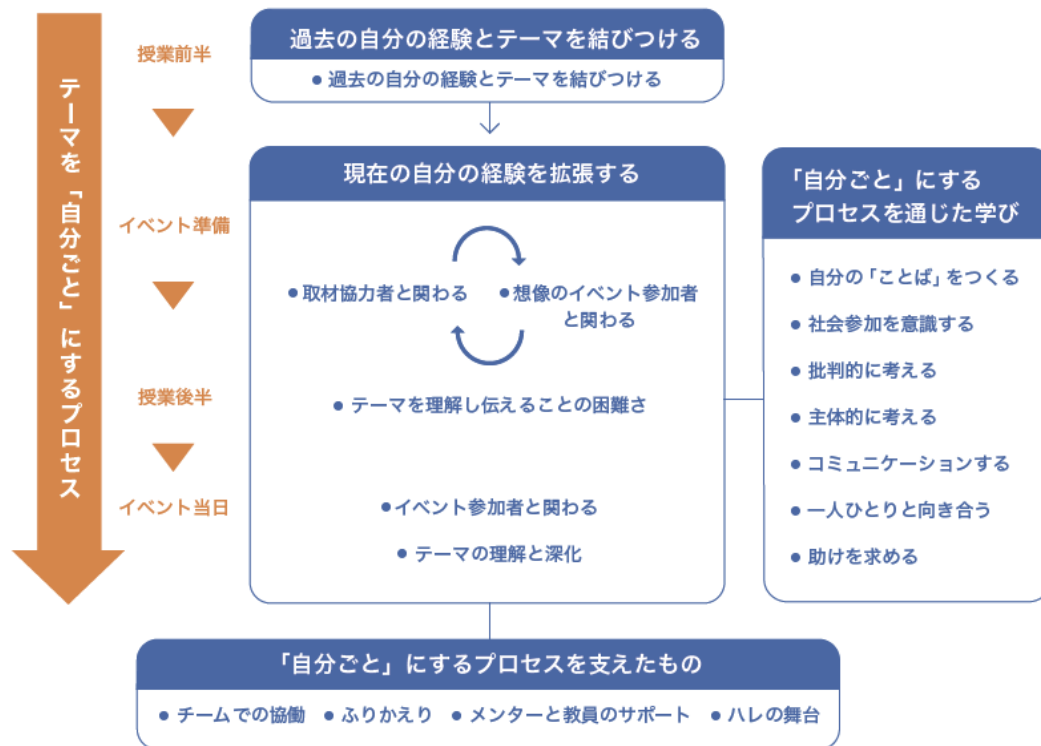 テーマを「自分ごと」にするプロセス
授業前半
イベント準備
授業後半
イベント当日
過去の自分の経験とテーマを結びつける
● 過去の自分の経験とテーマを結びつける
現在の自分の経験を拡張する
●取材協力者と関わる
●想像のイベント参加者
と関わる
● テーマを理解し伝えることの困難さ
●イベント参加者と関わる
● テーマの理解と深化
「自分ごと」にする
プロセスを通じた学び
● 自分の「ことば」をつくる
● 社会参加を意識する
● 批判的に考える
● 主体的に考える
● コミュニケーションする
● 一人ひとりと向き合う
● 助けを求める
「自分ごと」にするプロセスを支えたもの
● チームでの協働 ● ふりかえり ● メンターと教員のサポート ● ハレの舞台